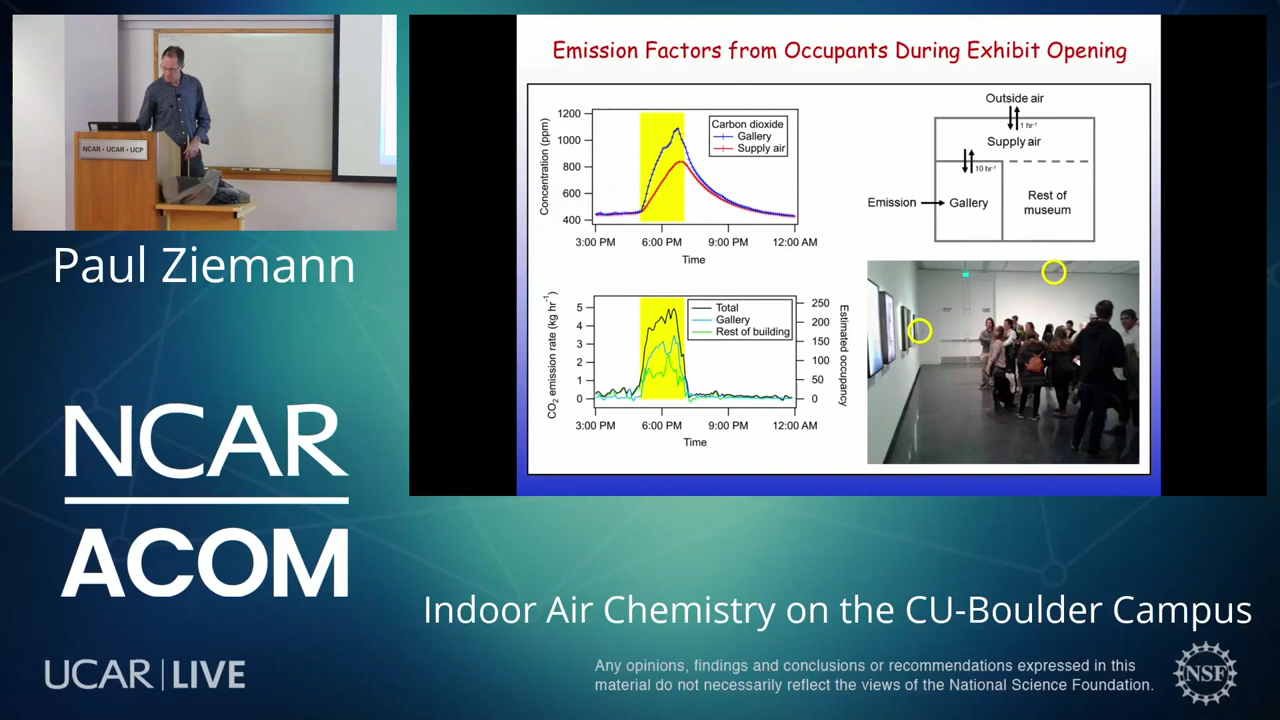 NCAR • UCAR • UCP
Paul Ziemann
NCAR
ACOM
UCAR | LIVE
Emission Factors from Occupants During Exhibit Opening
Concentration (ppm)
1200
1000
800
600
400
Carbon dioxide
Gallery
Supply air
3:00 PM
6:00 PM
9:00 PM
12:00 AM
Time
Outside air
1 hr⁻¹
Supply air
10 hr⁻¹
Emission
Gallery
Rest of
museum
CO₂ emission rate (kg hr⁻¹)
5
4
3
2
1
0
Total
Gallery
Rest of building
250
200
150
100
50
0
Estimated occupancy
3:00 PM
6:00 PM
9:00 PM
12:00 AM
Time
Indoor Air Chemistry on the CU-Boulder Campus
Any opinions, findings and conclusions or recommendations expressed in this
material do not necessarily reflect the views of the National Science Foundation.
NSF